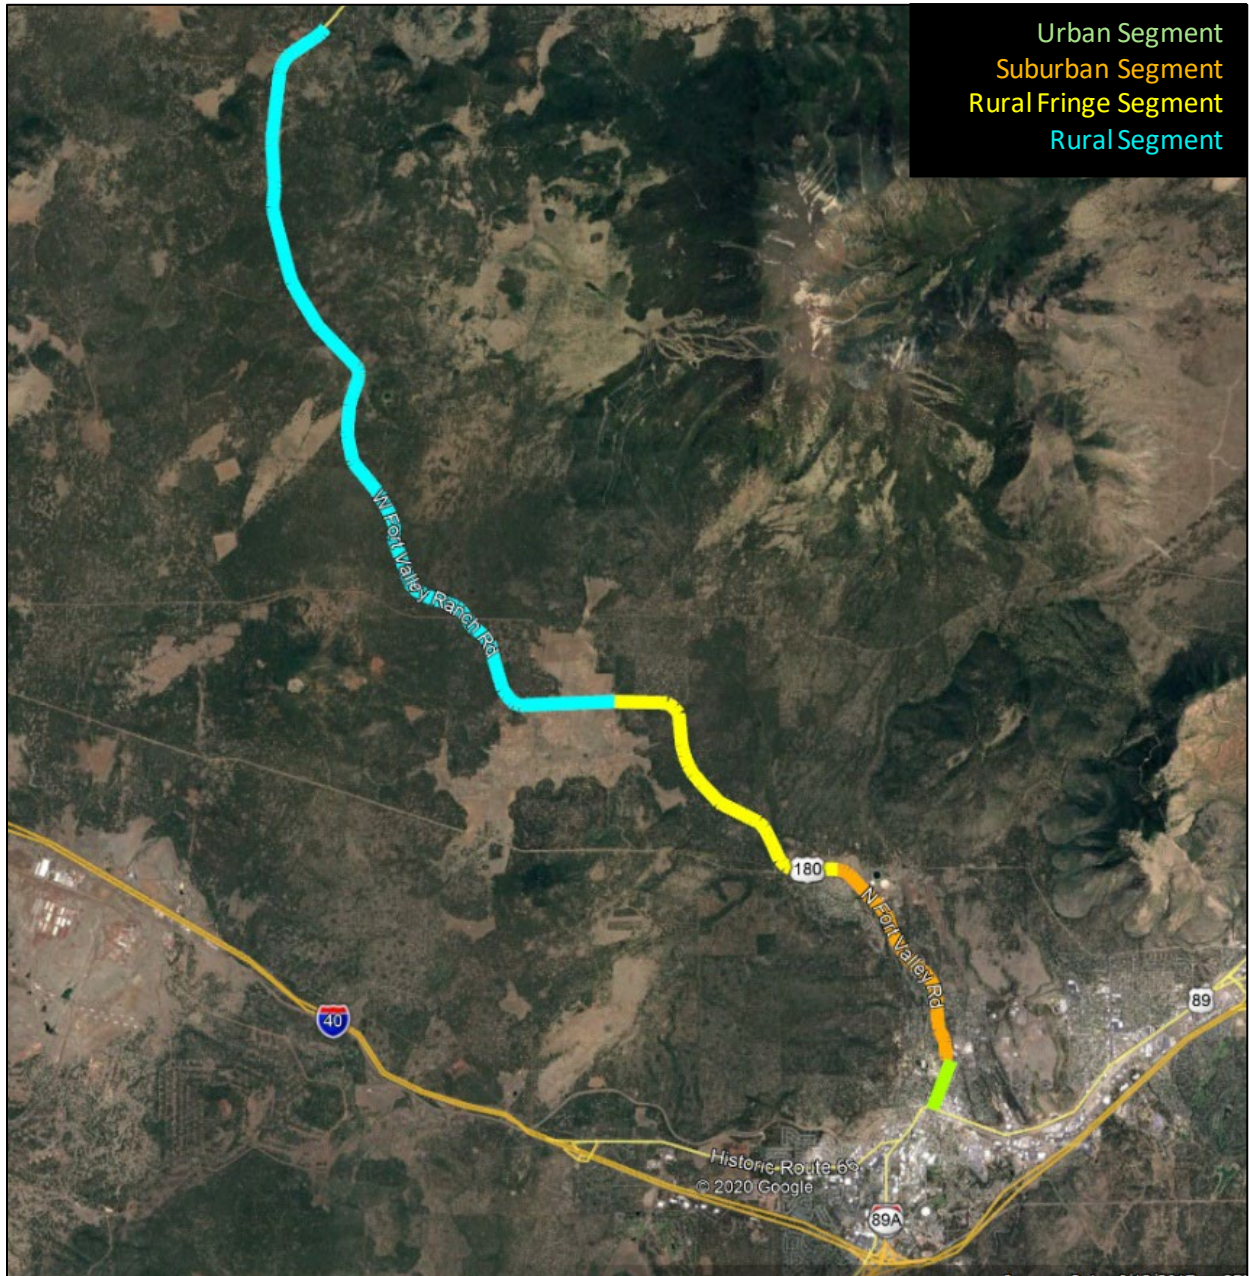 Urban Segment
Suburban Segment
Rural Fringe Segment
Rural Segment
W Fort Valley Ranch Rd
180
N Fort Valley Rd
89
40
Historic Route 66
© 2020 Google
89A